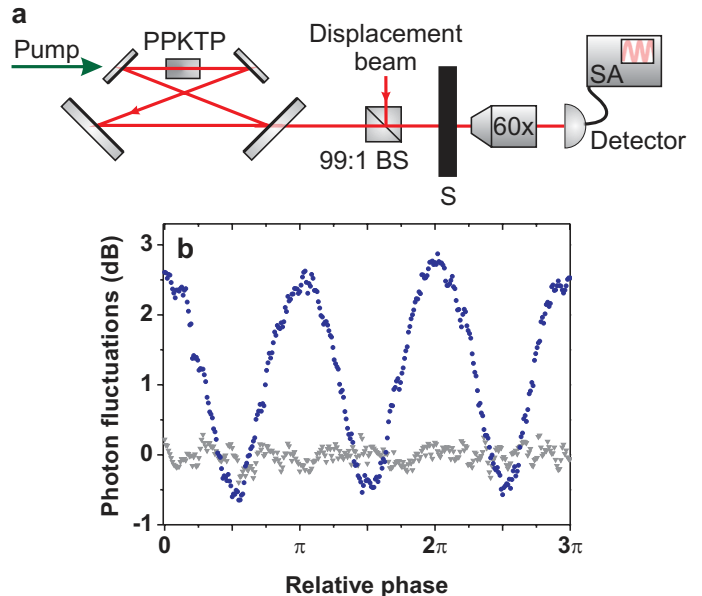 a
Pump
PPKTP
Displacement
beam
99:1 BS
S
60x
SA
Detector
b
Photon fluctuations (dB)
3
2
1
0
-1
0
π
2π
3π
Relative phase